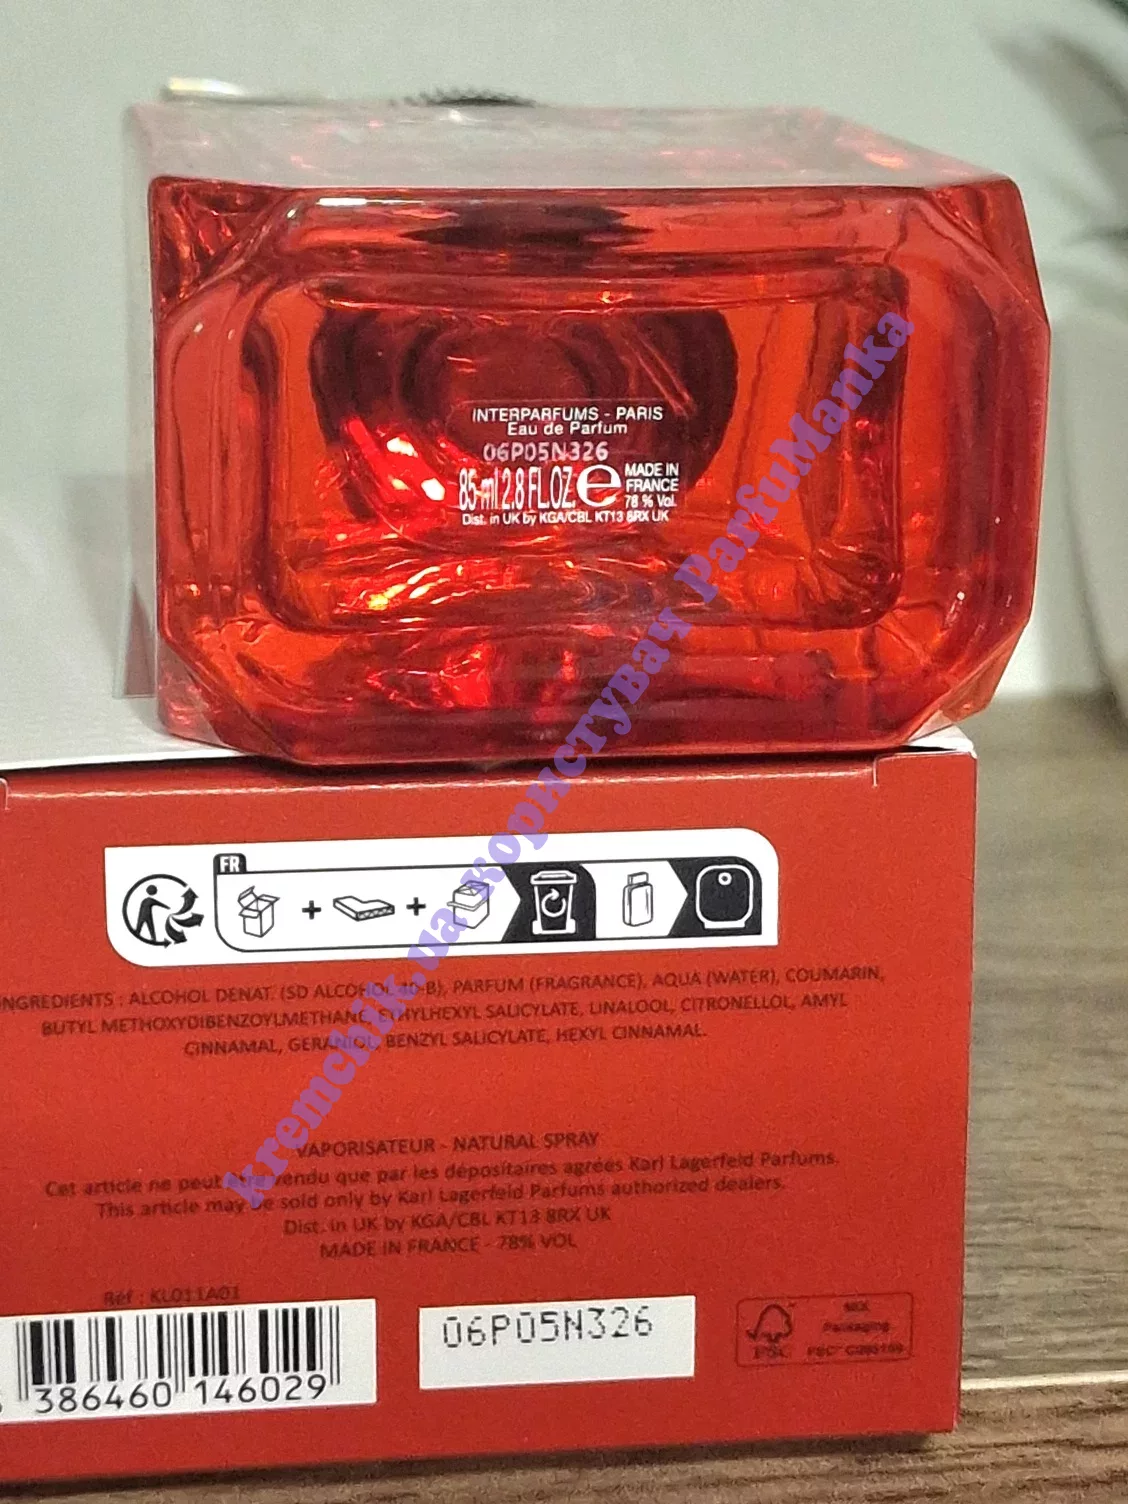 INTERPARFUMS - PARIS
Eau de Parfum
06P05N326
85 ml 2.8 FL.OZ. e MADE IN FRANCE 78 % Vol.
Dist. in UK by KGA/CBL KT13 8RX UK
kremchik.ua користувач ParfuManka
FR
+ +
INGREDIENTS : ALCOHOL DENAT. (SD ALCOHOL 40-B), PARFUM (FRAGRANCE), AQUA (WATER), COUMARIN,
BUTYL METHOXYDIBENZOYLMETHANE, ETHYLHEXYL SALICYLATE, LINALOOL, CITRONELLOL, AMYL
CINNAMAL, GERANIOL, BENZYL SALICYLATE, HEXYL CINNAMAL.
VAPORISATEUR - NATURAL SPRAY
Cet article ne peut être vendu que par les dépositaires agréés Karl Lagerfeld Parfums.
This article may be sold only by Karl Lagerfeld Parfums authorized dealers.
Dist. in UK by KGA/CBL KT13 8RX UK
MADE IN FRANCE - 78% VOL
Réf : KL011A01
386460 146029
06P05N326
FSC
MIX
Packaging